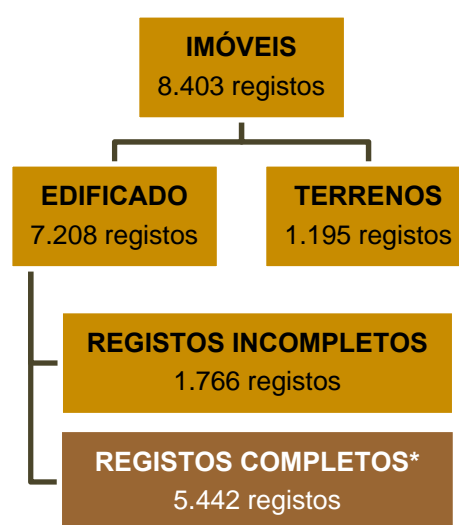 IMÓVEIS
8.403 registos
EDIFICADO
7.208 registos
TERRENOS
1.195 registos
REGISTOS INCOMPLETOS
1.766 registos
REGISTOS COMPLETOS*
5.442 registos